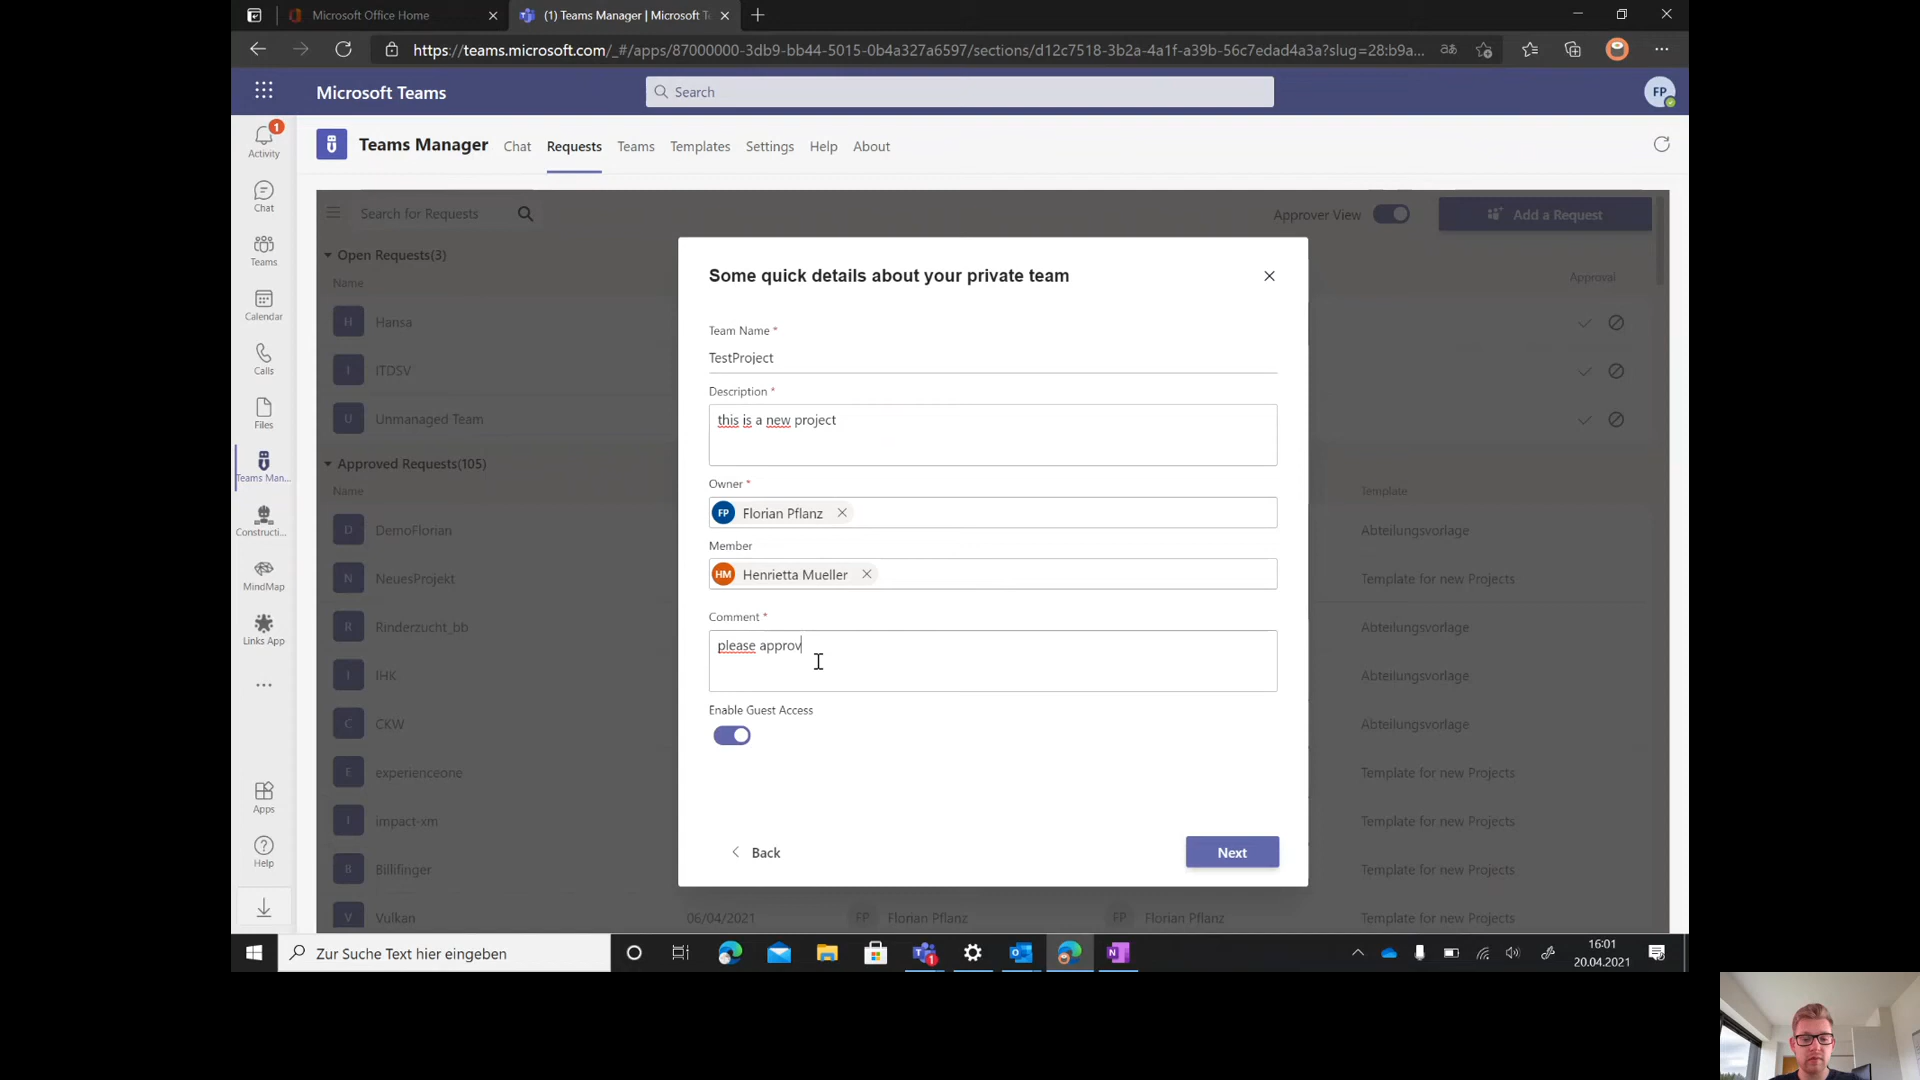 Microsoft Office Home
(1) Teams Manager | Microsoft Te
https://teams.microsoft.com/_#/apps/87000000-3db9-bb44-5015-0b4a327a6597/sections/d12c7518-3b2a-4a1f-a39b-56c7edad4a3a?slug=28:b9a...
Microsoft Teams
Search
FP
Teams Manager
Chat
Requests
Teams
Templates
Settings
Help
About
1
Activity
Chat
Teams
Calendar
Calls
Files
Teams Man...
Constructi...
MindMap
Links App
Apps
Help
Search for Requests
Approver View
Add a Request
Open Requests(3)
Name
Approval
H Hansa
I ITDSV
U Unmanaged Team
Approved Requests(105)
Name
Template
D DemoFlorian
Abteilungsvorlage
N NeuesProjekt
Template for new Projects
R Rinderzucht_bb
Abteilungsvorlage
I IHK
Abteilungsvorlage
C CKW
Abteilungsvorlage
E experienceone
Template for new Projects
I impact-xm
Template for new Projects
B Billifinger
Template for new Projects
V Vulkan
06/04/2021
FP Florian Pflanz
FP Florian Pflanz
Template for new Projects
Some quick details about your private team
Team Name *
TestProject
Description *
this is a new project
Owner *
FP Florian Pflanz
Member
HM Henrietta Mueller
Comment *
please approv
Enable Guest Access
Back
Next
Zur Suche Text hier eingeben
1
16:01
20.04.2021